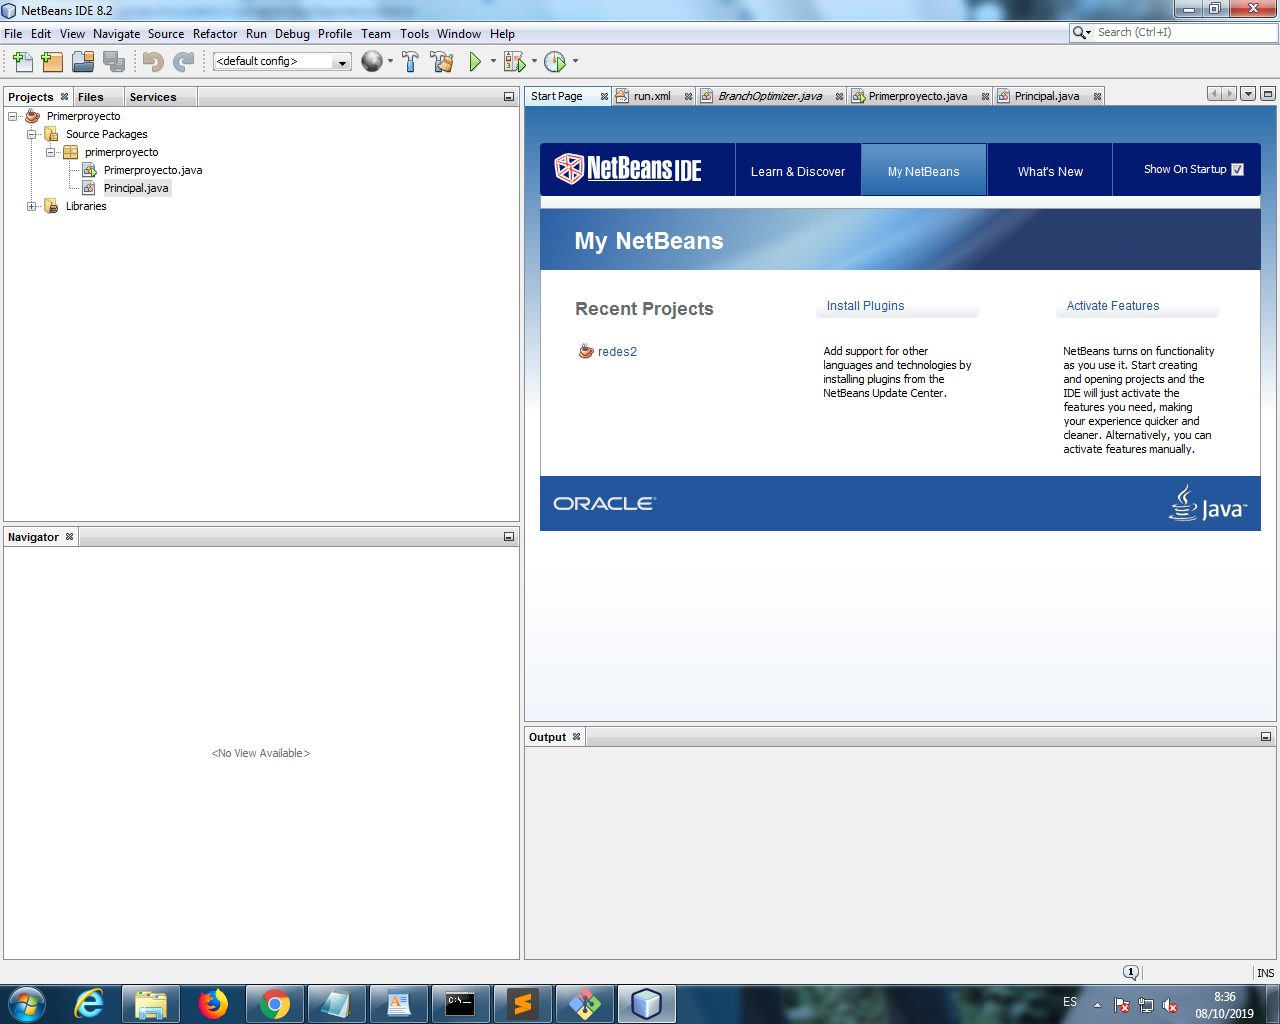 NetBeans IDE 8.2
File Edit View Navigate Source Refactor Run Debug Profile Team Tools Window Help
Search (Ctrl+I)
<default config>
Projects Files Services
Primerproyecto
Source Packages
primerproyecto
Primerproyecto.java
Principal.java
Libraries
Navigator
<No View Available>
Start Page run.xml BranchOptimizer.java Primerproyecto.java Principal.java
NetBeans IDE
Learn & Discover My NetBeans What's New Show On Startup
My NetBeans
Recent Projects
redes2
Install Plugins
Add support for other
languages and technologies by
installing plugins from the
NetBeans Update Center.
Activate Features
NetBeans turns on functionality
as you use it. Start creating
and opening projects and the
IDE will just activate the
features you need, making
your experience quicker and
cleaner. Alternatively, you can
activate features manually.
ORACLE
Java
Output
1
INS
C:\_
ES
8:36
08/10/2019